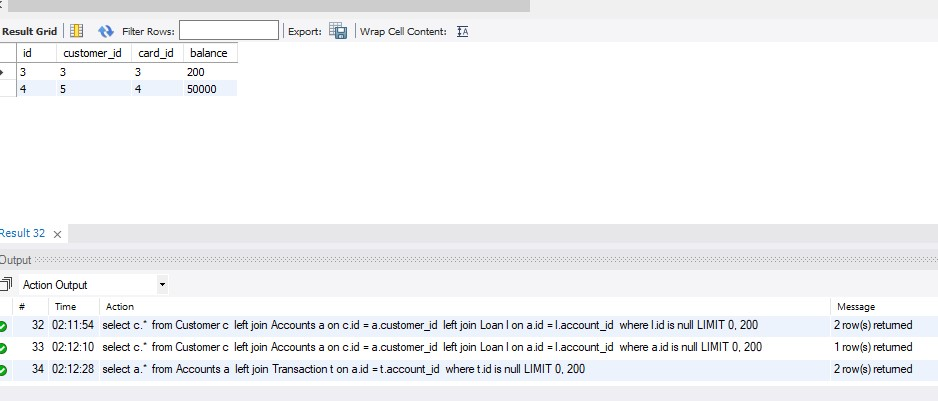 Result Grid Filter Rows: Export: Wrap Cell Content:
id customer_id card_id balance
3 3 3 200
4 5 4 50000
Result 32
Output
Action Output
# Time Action Message
32 02:11:54 select c.* from Customer c left join Accounts a on c.id = a.customer_id left join Loan l on a.id = l.account_id where l.id is null LIMIT 0, 200 2 row(s) returned
33 02:12:10 select c.* from Customer c left join Accounts a on c.id = a.customer_id left join Loan l on a.id = l.account_id where a.id is null LIMIT 0, 200 1 row(s) returned
34 02:12:28 select a.* from Accounts a left join Transaction t on a.id = t.account_id where t.id is null LIMIT 0, 200 2 row(s) returned